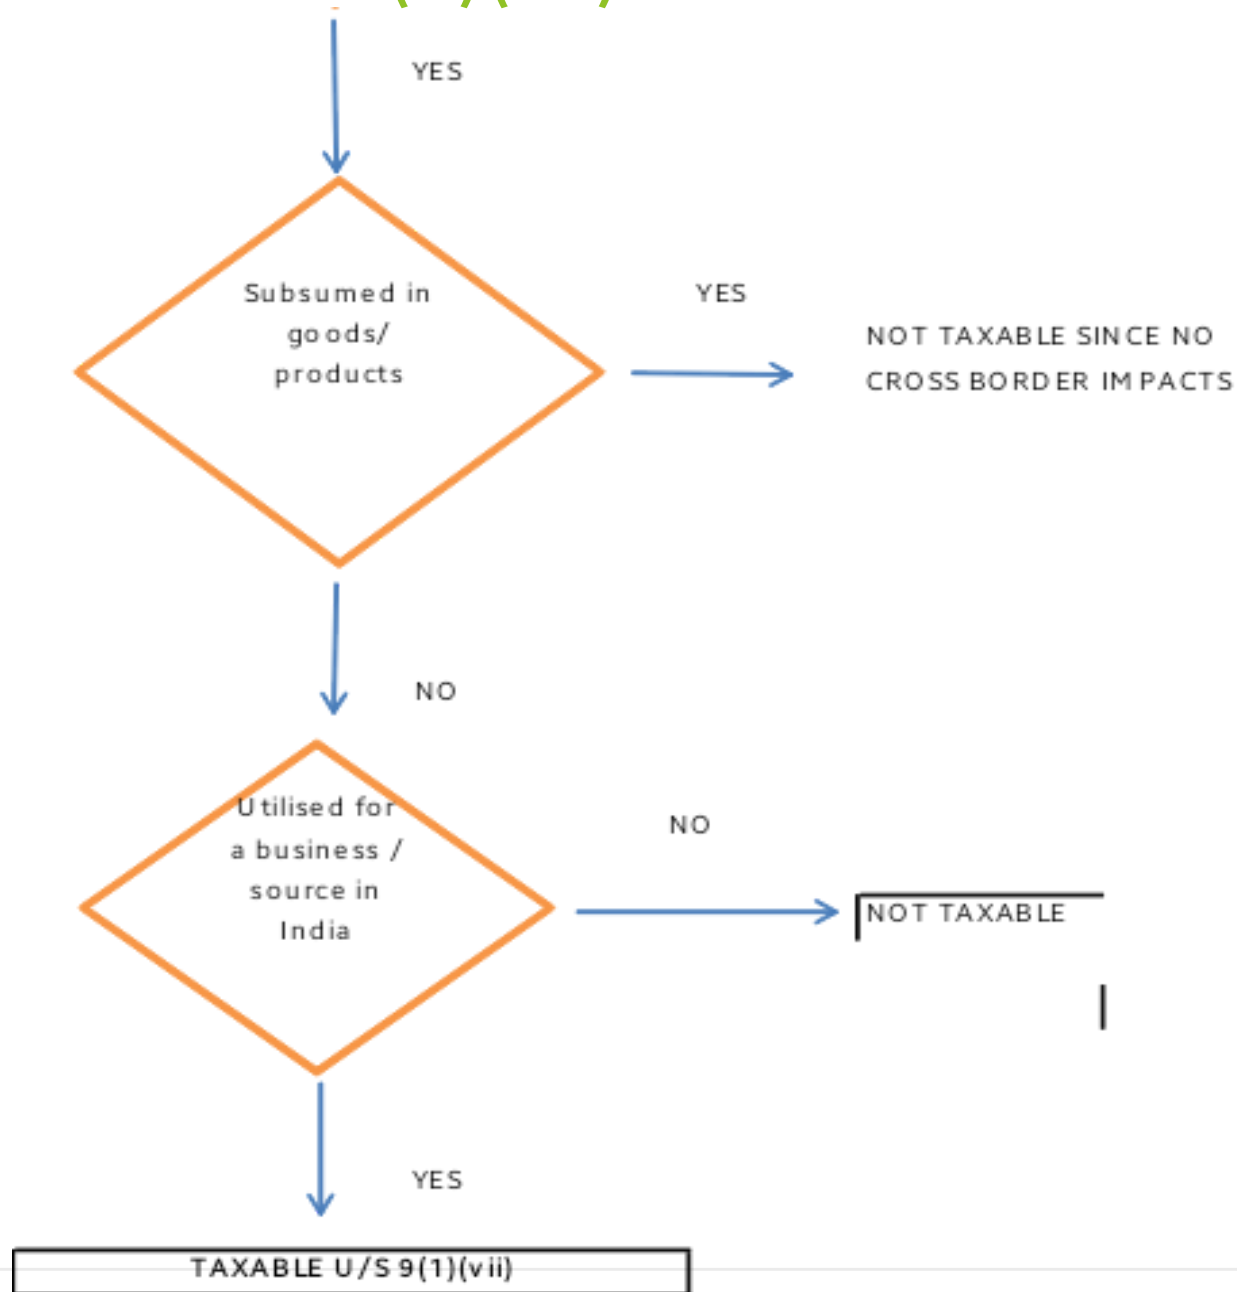 YES
Subsumed in
goods/
products
YES
NOT TAXABLE SINCE NO
CROSS BORDER IMPACTS
NO
Utilised for
a business /
source in
India
NO
NOT TAXABLE
YES
TAXABLE U/S 9(1)(vii)